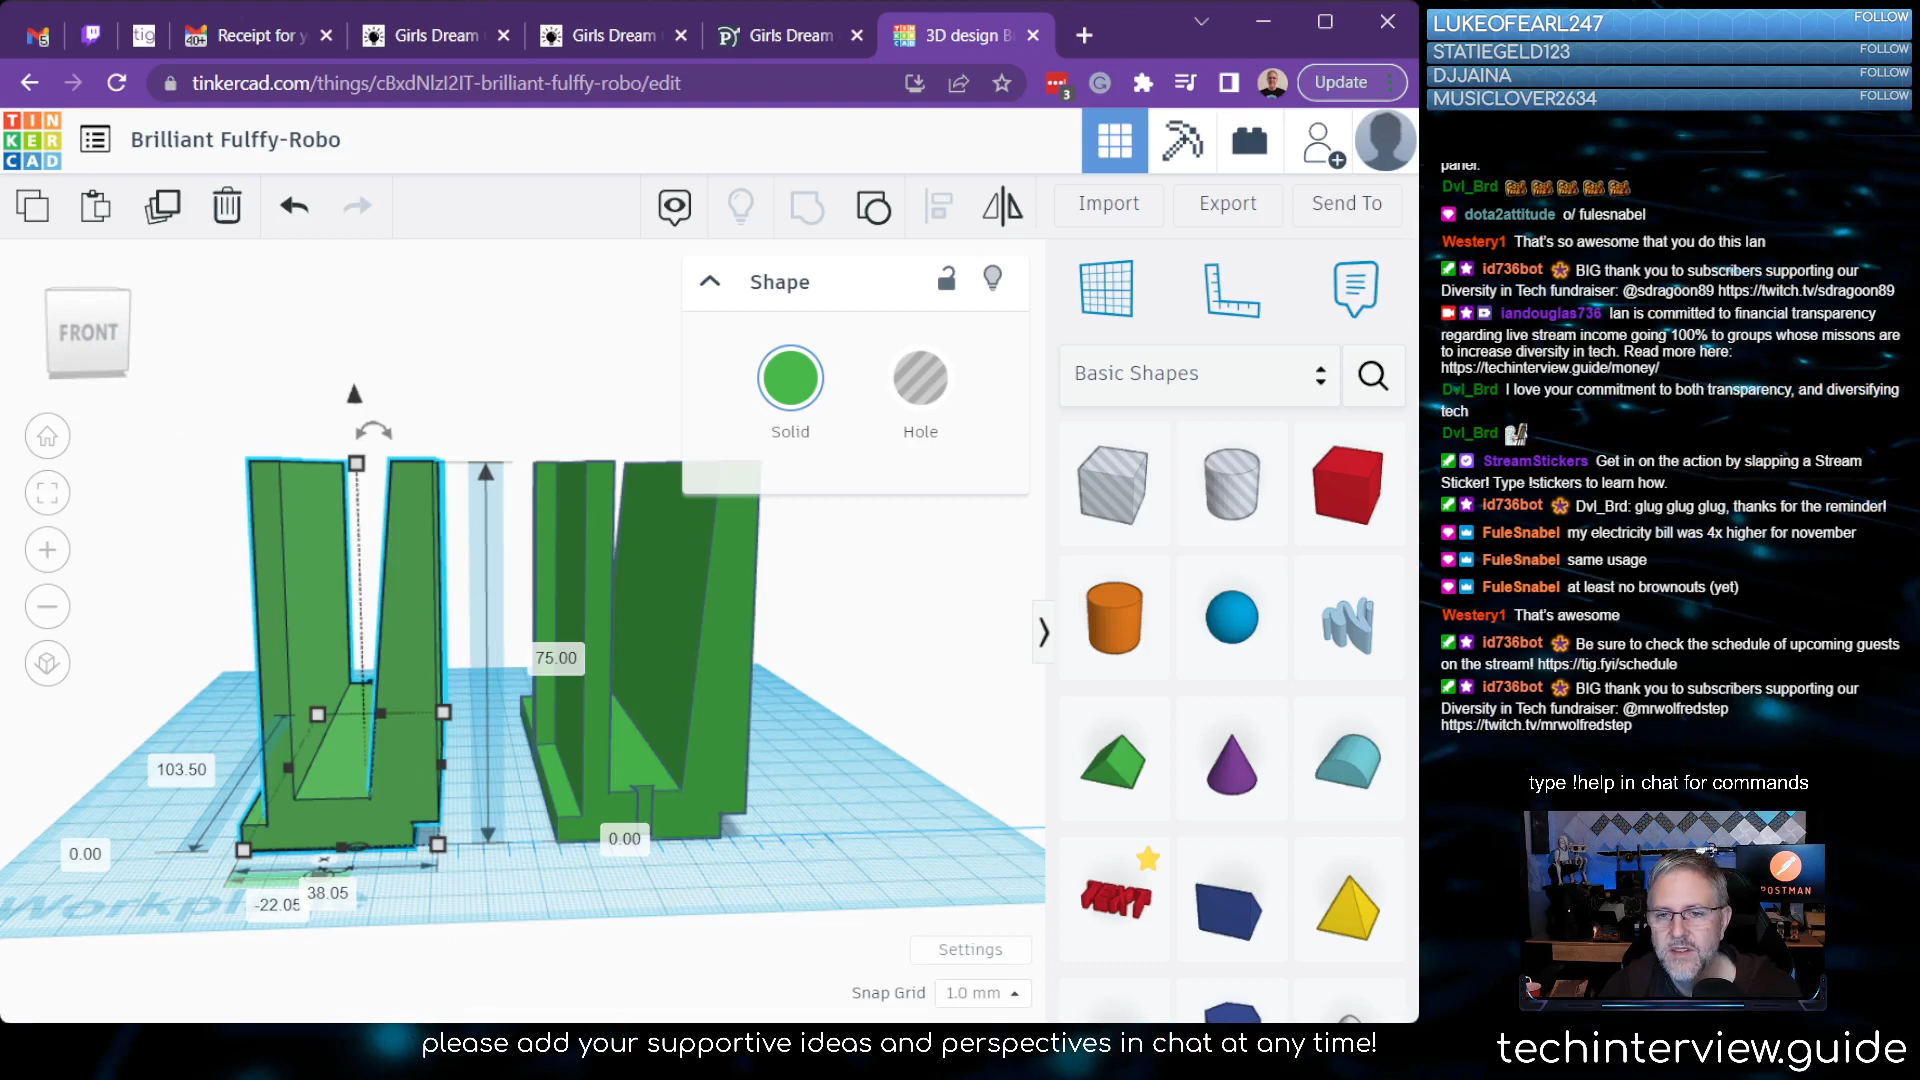 Receipt for y
Girls Dream
Girls Dream
Girls Dream
3D design B
tinkercad.com/things/cBxdNlzI2IT-brilliant-fulffy-robo/edit
3
Update
TIN
KER
CAD
Brilliant Fulffy-Robo
Import
Export
Send To
FRONT
Shape
Solid
Hole
Basic Shapes
75.00
103.50
0.00
0.00
38.05
-22.05
Workpl
TEXT
Settings
Snap Grid
1.0 mm
LUKEOFEARL247 FOLLOW
STATIEGELD123 FOLLOW
DJJAINA FOLLOW
MUSICLOVER2634 FOLLOW
panel.
Dvl_Brd
dota2attitude o/ fulesnabel
Westery1 That's so awesome that you do this Ian
id736bot BIG thank you to subscribers supporting our
Diversity in Tech fundraiser: @sdragoon89 https://twitch.tv/sdragoon89
iandouglas736 Ian is committed to financial transparency
regarding live stream income going 100% to groups whose missons are
to increase diversity in tech. Read more here:
https://techinterview.guide/money/
Dvl_Brd I love your commitment to both transparency, and diversifying
tech
Dvl_Brd
StreamStickers Get in on the action by slapping a Stream
Sticker! Type !stickers to learn how.
id736bot Dvl_Brd: glug glug glug, thanks for the reminder!
FuleSnabel my electricity bill was 4x higher for november
FuleSnabel same usage
FuleSnabel at least no brownouts (yet)
Westery1 That's awesome
id736bot Be sure to check the schedule of upcoming guests
on the stream! https://tig.fyi/schedule
id736bot BIG thank you to subscribers supporting our
Diversity in Tech fundraiser: @mrwolfredstep
https://twitch.tv/mrwolfredstep
type !help in chat for commands
POSTMAN
please add your supportive ideas and perspectives in chat at any time!
techinterview.guide